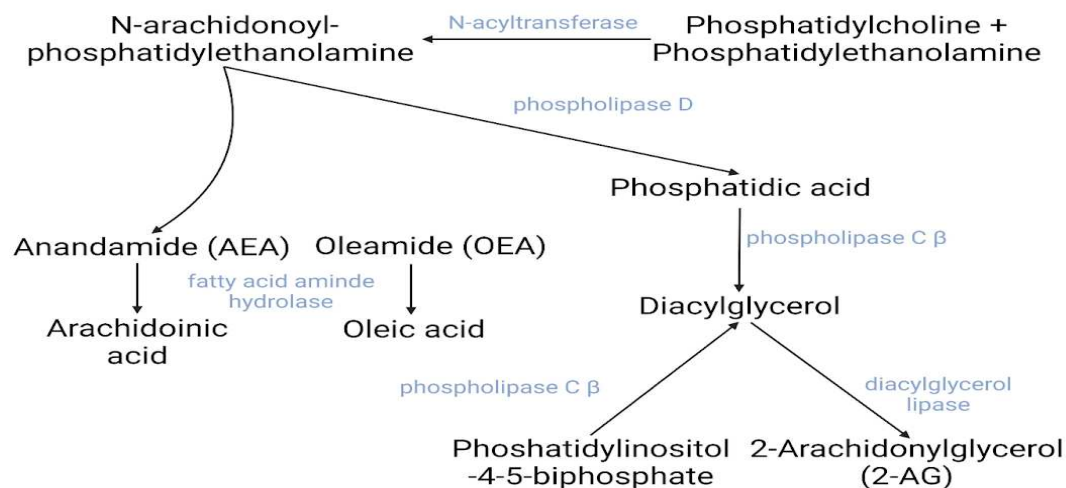 N-arachidonoyl-
phosphatidylethanolamine
N-acyltransferase
Phosphatidylcholine +
Phosphatidylethanolamine
phospholipase D
Phosphatidic acid
phospholipase C β
Anandamide (AEA)
Oleamide (OEA)
fatty acid aminde
hydrolase
Arachidoinic
acid
Oleic acid
Diacylglycerol
phospholipase C β
diacylglycerol
lipase
Phoshatidylinositol
-4-5-biphosphate
2-Arachidonylglycerol
(2-AG)